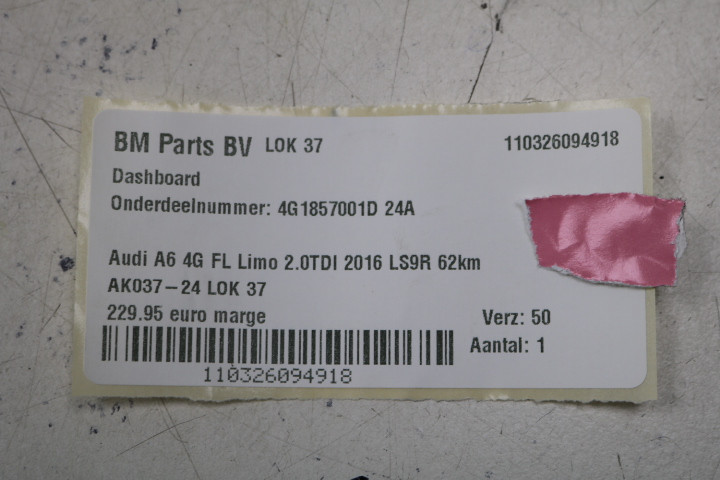 BM Parts BV LOK 37 110326094918
Dashboard
Onderdeelnummer: 4G1857001D 24A
Audi A6 4G FL Limo 2.0TDI 2016 LS9R 62km
AK037-24 LOK 37
229.95 euro marge Verz: 50
Aantal: 1
110326094918